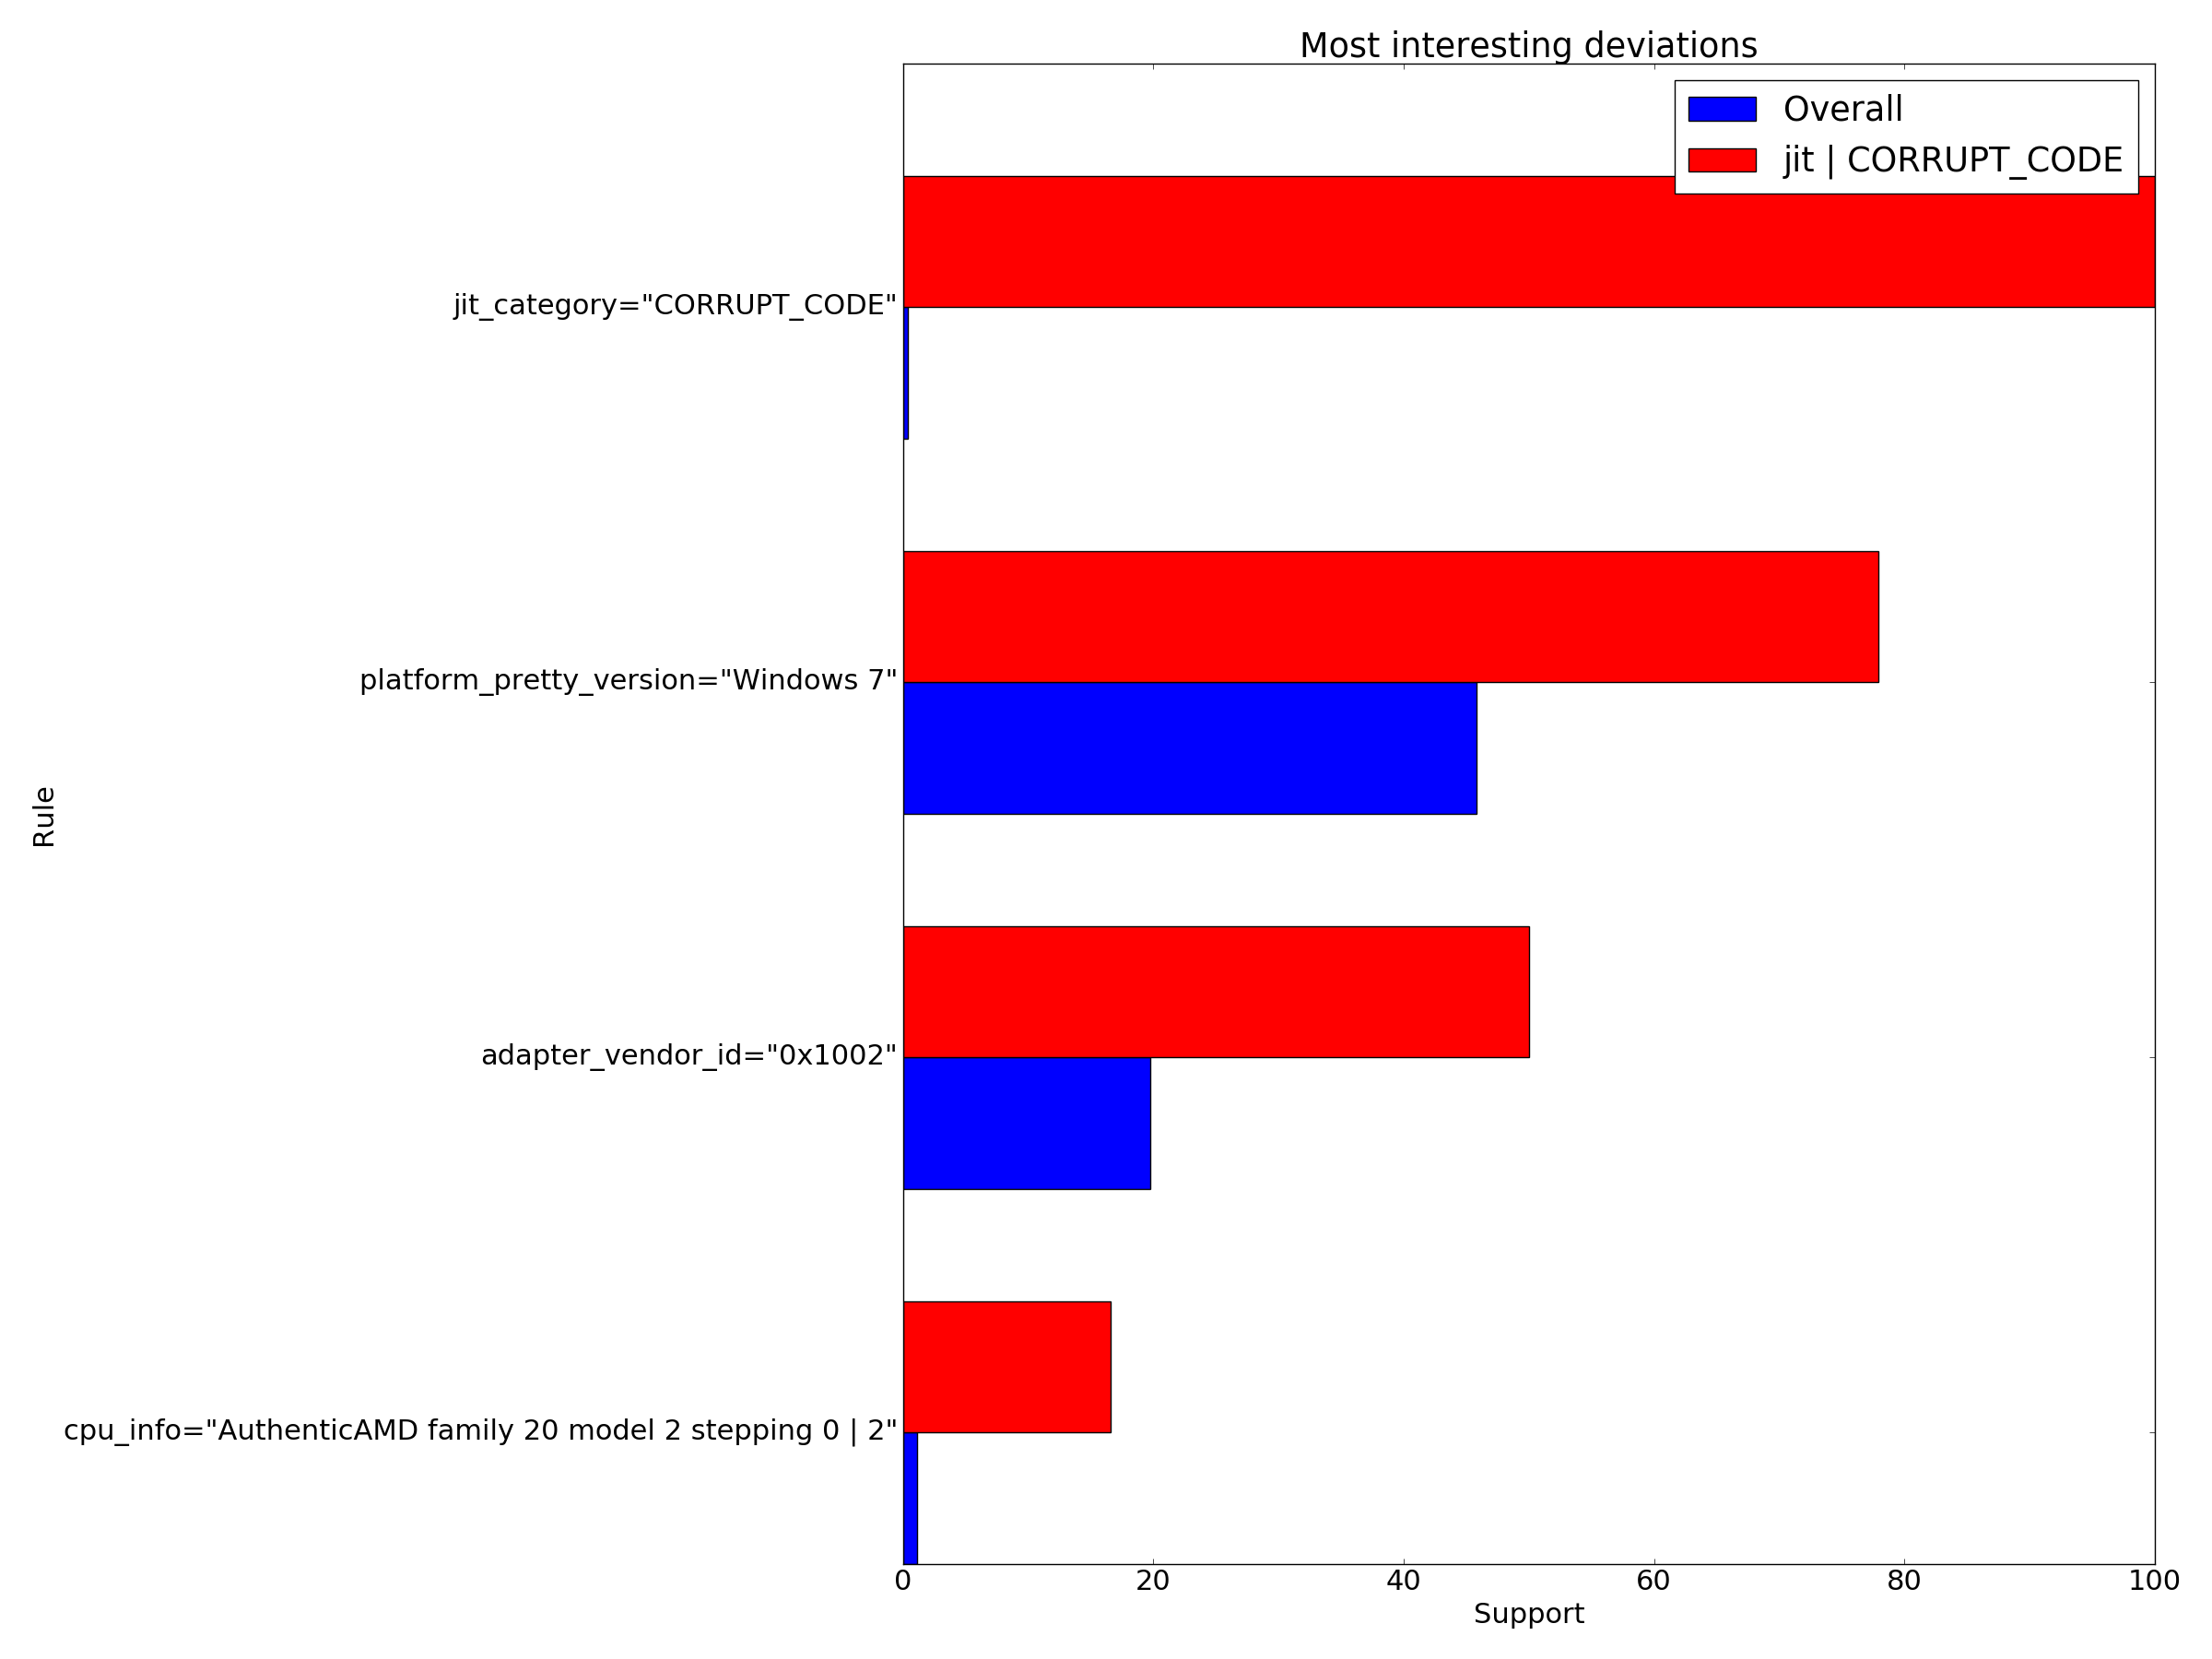 Most interesting deviations
Overall
jit | CORRUPT_CODE
jit_category="CORRUPT_CODE"
platform_pretty_version="Windows 7"
adapter_vendor_id="0x1002"
cpu_info="AuthenticAMD family 20 model 2 stepping 0 | 2"
Rule
0 20 40 60 80 100
Support